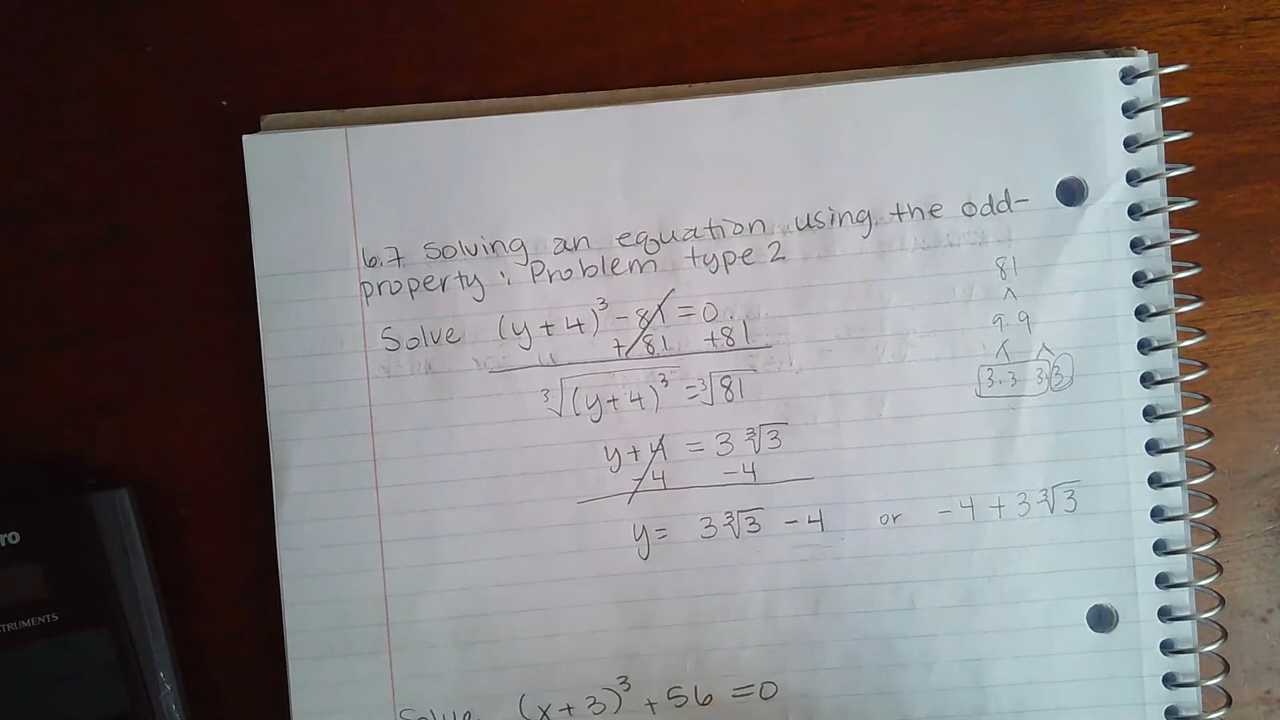 6.7 Solving an equation using the odd-
property : Problem type 2
Solve (y+4)³ - 81 = 0
+ 81 +81
∛(y+4)³ = ∛81
y+4 = 3∛3
-4 -4
y = 3∛3 - 4 or -4 + 3∛3
81
^
9.9
^ ^
3.3 3.3
Solve (x+3)³ + 56 = 0
ro
TRUMENTS